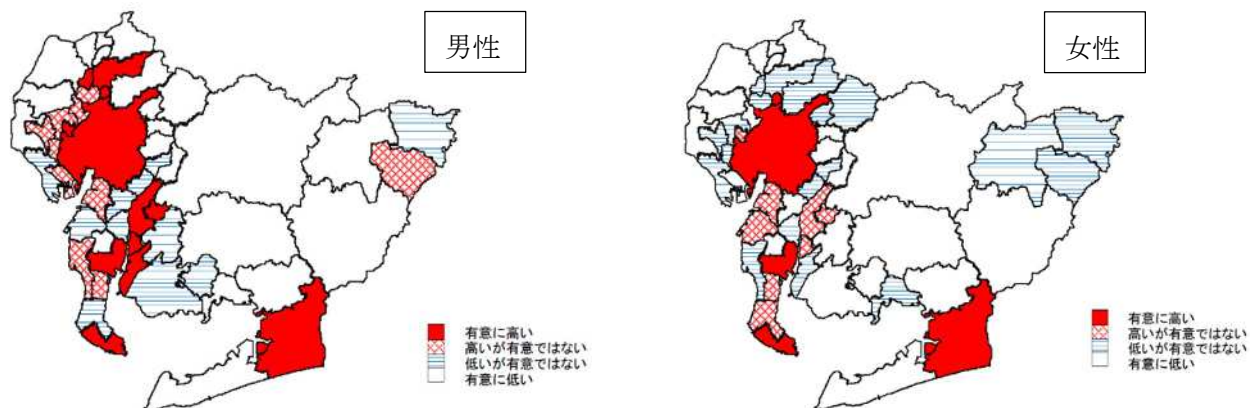 男性
有意に高い
高いが有意ではない
低いが有意ではない
有意に低い
女性
有意に高い
高いが有意ではない
低いが有意ではない
有意に低い